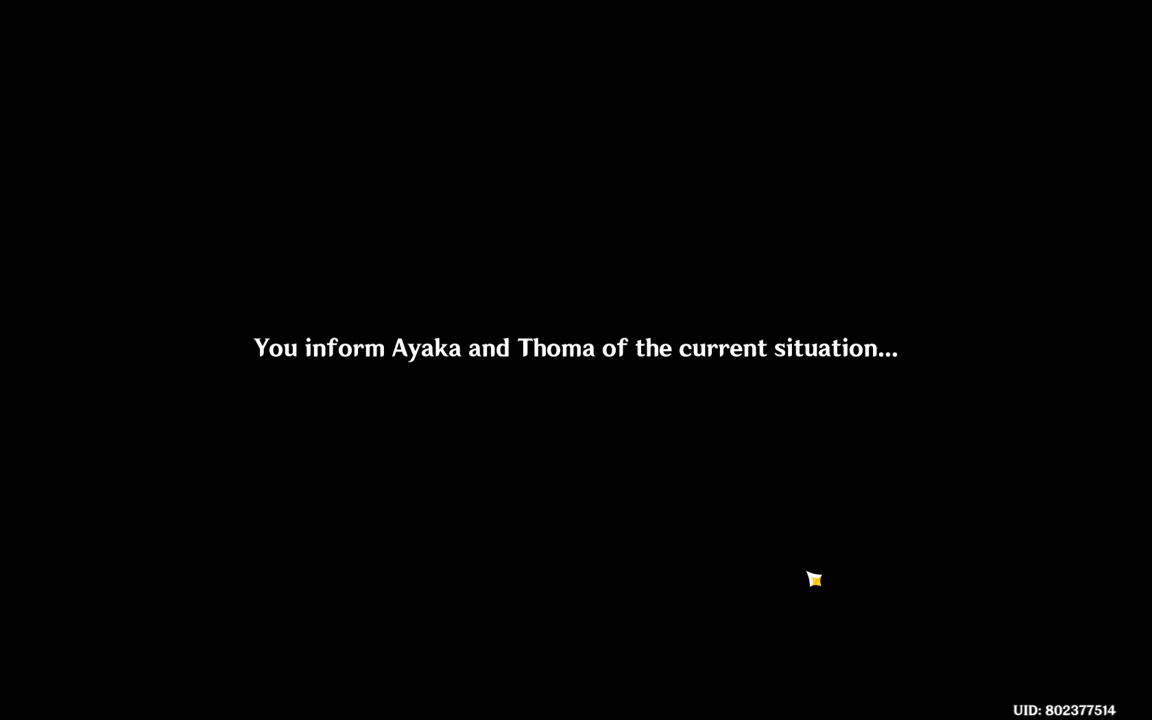 You inform Ayaka and Thoma of the current situation...
UID: 802377514